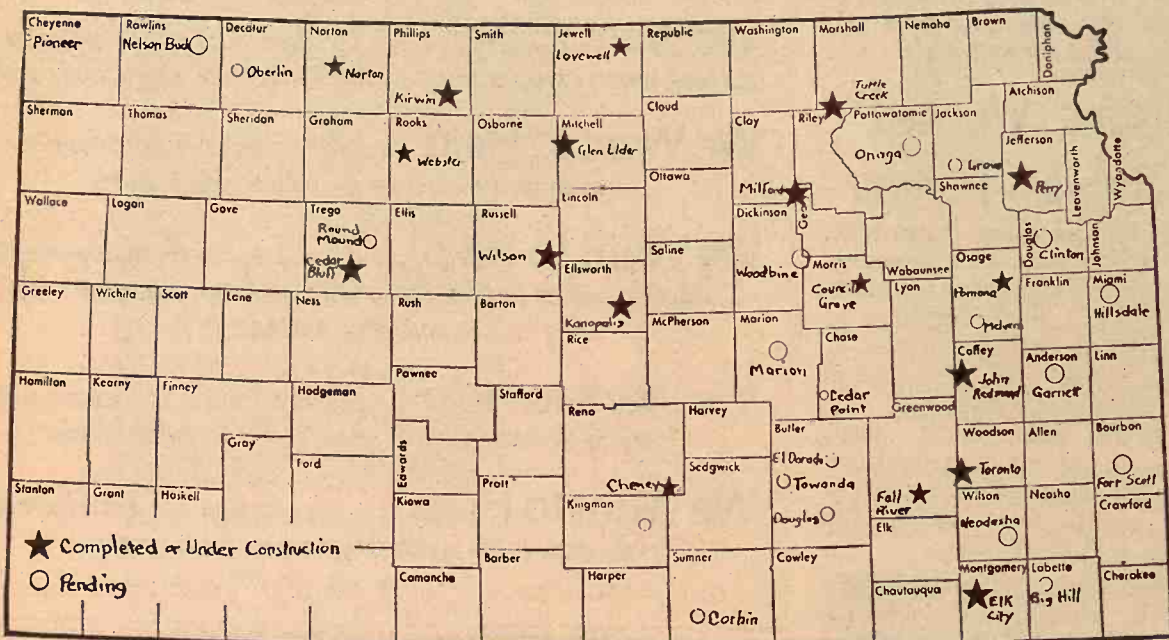 Cheyenne
Pioneer
Rawlins
Nelson Buck
Decatur
Oberlin
Norton
Norton
Phillips
Kirwin
Smith
Jewell
Lovewell
Republic
Washington
Marshall
Tuttle
Creek
Nemaha
Brown
Doniphan
Sherman
Thomas
Sheridan
Graham
Rooks
Webster
Osborne
Mitchell
Glen Elder
Cloud
Clay
Riley
Pottawatomie
Onaga
Jackson
Grove
Atchison
Jefferson
Perry
Leavenworth
Wyandotte
Wallace
Logan
Gove
Trego
Round
Mound
Cedar
Bluff
Ellis
Russell
Wilson
Lincoln
Ottawa
Milford
Dickinson
Geary
Woodbine
Shawnee
Wabaunsee
Douglas
Clinton
Johnson
Greeley
Wichita
Scott
Lane
Ness
Rush
Barton
Ellsworth
Kanopolis
Rice
Saline
McPherson
Marion
Marion
Morris
Council
Grove
Chase
Cedar
Point
Lyon
Osage
Pomona
Melvern
Franklin
Miami
Hillsdale
Hamilton
Kearny
Finney
Hodgeman
Pawnee
Stafford
Reno
Harvey
Butler
El Dorado
Towanda
Douglas
Greenwood
Fall
River
Coffey
John
Redmond
Anderson
Garnett
Linn
Gray
Ford
Edwards
Kiowa
Pratt
Kingman
Cheney
Sedgwick
Woodson
Toronto
Allen
Bourbon
Fort Scott
Stanton
Grant
Haskell
Wilson
Neodesha
Neosho
Crawford
Elk
Comanche
Barber
Harper
Sumner
Corbin
Cowley
Chautauqua
Montgomery
Elk
City
Labette
Big Hill
Cherokee
Completed or Under Construction
Pending